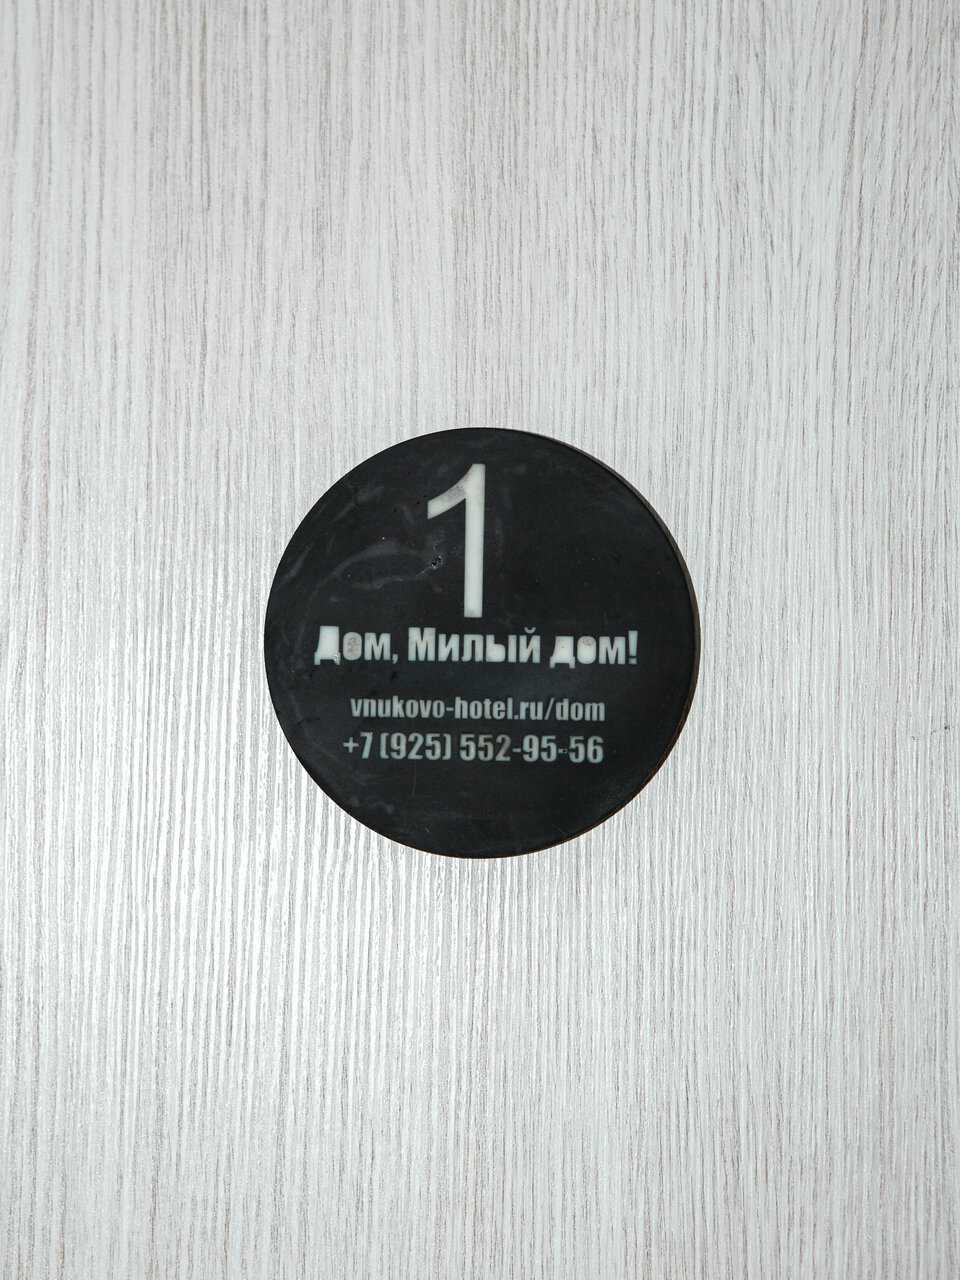 1
Дом, Милый дом!
vnukovo-hotel.ru/dom
+7 (925) 552-95-56